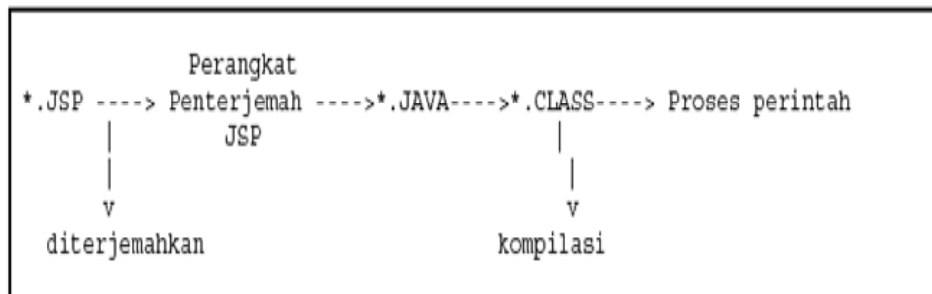 Perangkat
*.JSP ----> Penterjemah ---->*.JAVA---->*.CLASS----> Proses perintah
| JSP |
| |
v v
diterjemahkan kompilasi